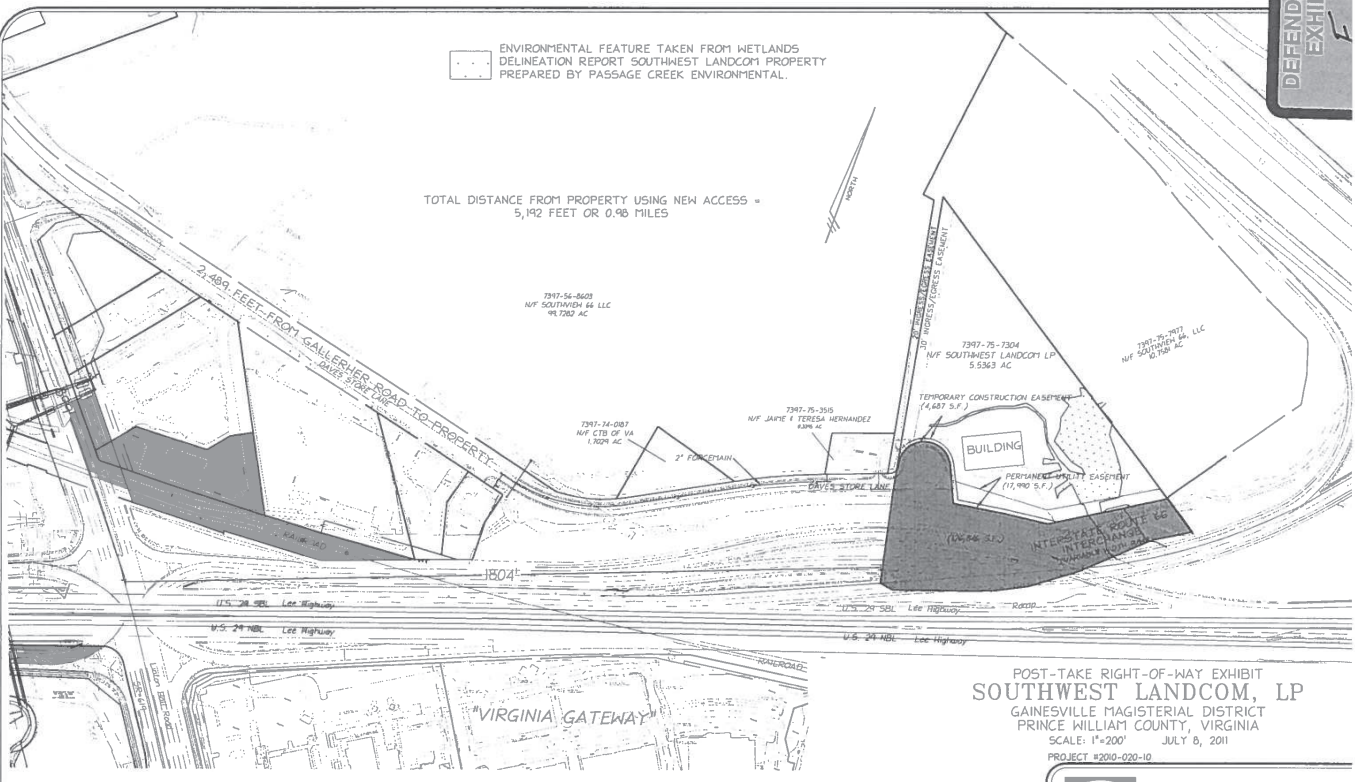 DEFEND
EXHI
ENVIRONMENTAL FEATURE TAKEN FROM WETLANDS
DELINEATION REPORT SOUTHWEST LANDCOM PROPERTY
PREPARED BY PASSAGE CREEK ENVIRONMENTAL.
NORTH
TOTAL DISTANCE FROM PROPERTY USING NEW ACCESS =
5,192 FEET OR 0.98 MILES
2,489 FEET FROM GALLERHER ROAD TO PROPERTY
DAVES STORE LANE
7397-56-8603
N/F SOUTHVIEW 66 LLC
99.7282 AC
INGRESS/EGRESS EASEMENT
INGRESS/EGRESS EASEMENT
7397-75-7304
N/F SOUTHWEST LANDCOM LP
5.5363 AC
7397-75-7977
N/F SOUTHVIEW 66, LLC
10.7581 AC
TEMPORARY CONSTRUCTION EASEMENT
(4,687 S.F.)
7397-75-3515
N/F JAIME & TERESA HERNANDEZ
7397-74-0187
N/F CTB OF VA
1.7029 AC
2" FORCEMAIN
BUILDING
PERMANENT UTILITY EASEMENT
(17,990 S.F.)
DAVES STORE LANE
INTERSTATE ROUTE 66
INTERCHANGE
RAILROAD
1804'
U.S. 29 SBL Lee Highway
U.S. 29 NBL Lee Highway
U.S. 29 SBL Lee Highway
Ramp
U.S. 29 NBL Lee Highway
RAILROAD
"VIRGINIA GATEWAY"
POST-TAKE RIGHT-OF-WAY EXHIBIT
SOUTHWEST LANDCOM, LP
GAINESVILLE MAGISTERIAL DISTRICT
PRINCE WILLIAM COUNTY, VIRGINIA
SCALE: 1"=200' JULY 8, 2011
PROJECT #2010-020-10